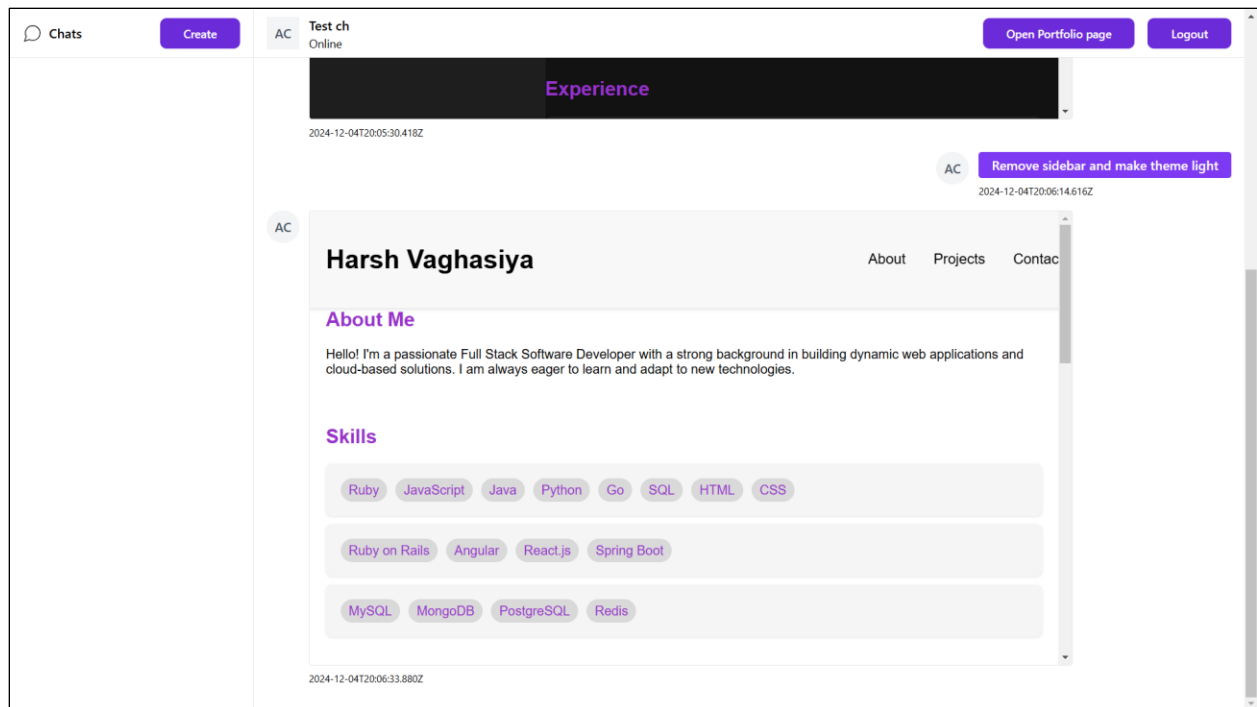 Chats
Create
AC
Test ch
Online
Open Portfolio page
Logout
Experience
2024-12-04T20:05:30.418Z
AC
Remove sidebar and make theme light
2024-12-04T20:06:14.616Z
AC
Harsh Vaghasiya
About Projects Contac
About Me
Hello! I'm a passionate Full Stack Software Developer with a strong background in building dynamic web applications and
cloud-based solutions. I am always eager to learn and adapt to new technologies.
Skills
Ruby JavaScript Java Python Go SQL HTML CSS
Ruby on Rails Angular React.js Spring Boot
MySQL MongoDB PostgreSQL Redis
2024-12-04T20:06:33.880Z